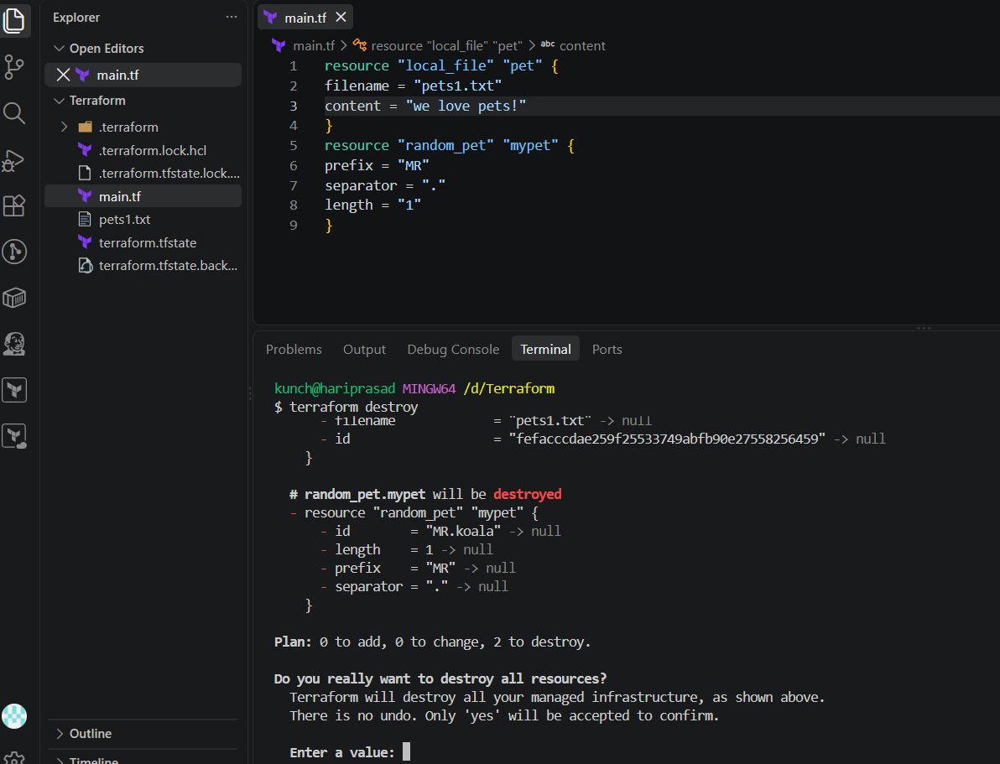 Explorer
Open Editors
main.tf
Terraform
.terraform
.terraform.lock.hcl
.terraform.tfstate.lock....
main.tf
pets1.txt
terraform.tfstate
terraform.tfstate.back...
Outline
Timeline
main.tf
main.tf > resource "local_file" "pet" > abc content
1 resource "local_file" "pet" {
2 filename = "pets1.txt"
3 content = "we love pets!"
4 }
5 resource "random_pet" "mypet" {
6 prefix = "MR"
7 separator = "."
8 length = "1"
9 }
Problems Output Debug Console Terminal Ports
kunch@hariprasad MINGW64 /d/Terraform
$ terraform destroy
- filename = "pets1.txt" -> null
- id = "fefacccdae259f25533749abfb90e27558256459" -> null
}
# random_pet.mypet will be destroyed
- resource "random_pet" "mypet" {
- id = "MR.koala" -> null
- length = 1 -> null
- prefix = "MR" -> null
- separator = "." -> null
}
Plan: 0 to add, 0 to change, 2 to destroy.
Do you really want to destroy all resources?
Terraform will destroy all your managed infrastructure, as shown above.
There is no undo. Only 'yes' will be accepted to confirm.
Enter a value: